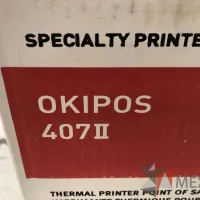 SPECIALTY PRINTE
OKIPOS
407II
THERMAL PRINTER POINT OF SA